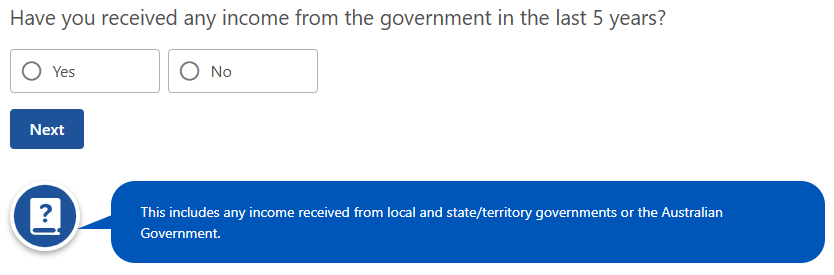 Have you received any income from the government in the last 5 years?
Yes
No
Next
?
This includes any income received from local and state/territory governments or the Australian
Government.